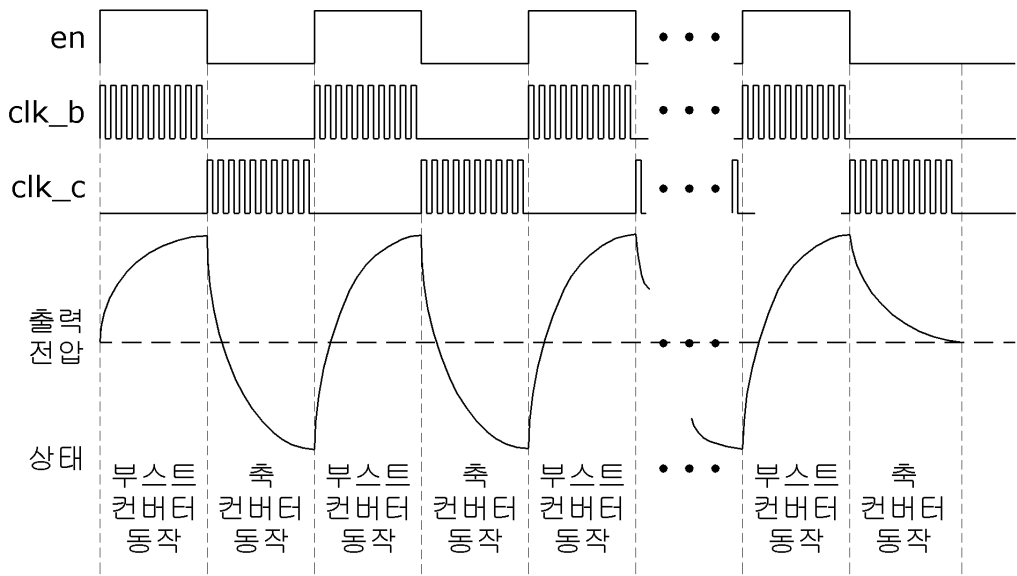 en
clk_b
clk_c
출력
전압
상태
부스트 축 부스트 축 부스트 부스트 축
컨버터 컨버터 컨버터 컨버터 컨버터 컨버터 컨버터
동작 동작 동작 동작 동작 동작 동작